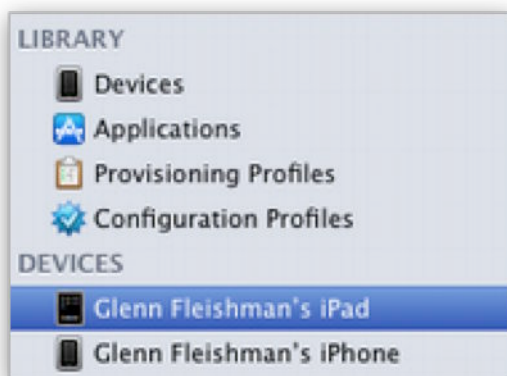 LIBRARY
Devices
Applications
Provisioning Profiles
Configuration Profiles
DEVICES
Glenn Fleishman's iPad
Glenn Fleishman's iPhone